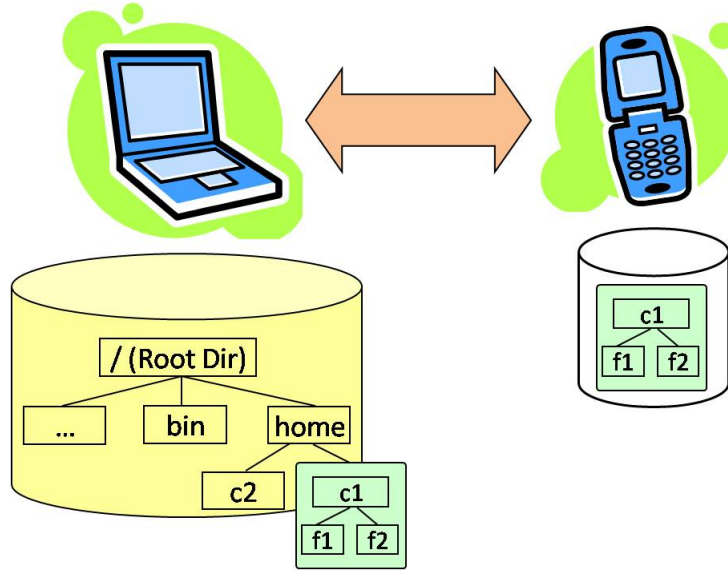 c1
f1 f2
/ (Root Dir)
... bin home
c2 c1
f1 f2